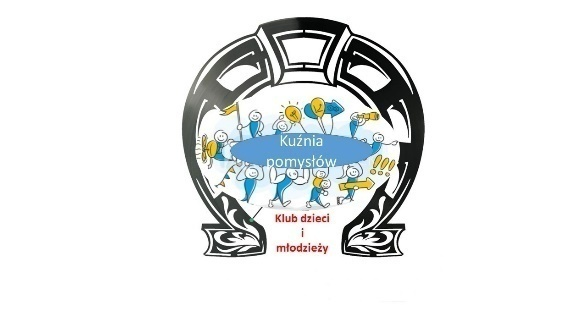 Kuźnia
pomysłów
Klub dzieci
i
młodzieży